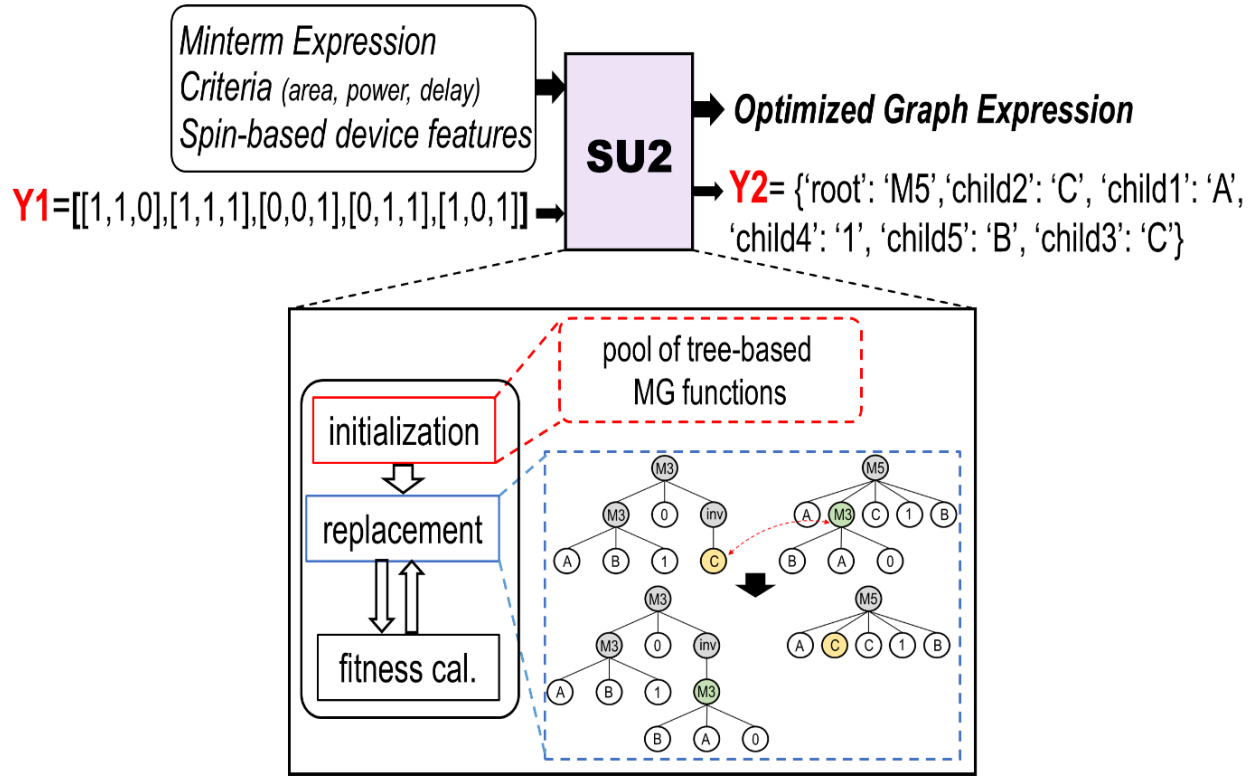 Minterm Expression
Criteria (area, power, delay)
Spin-based device features
SU2
Optimized Graph Expression
Y1=[[1,1,0],[1,1,1],[0,0,1],[0,1,1],[1,0,1]]
Y2= {‘root’: ‘M5’,‘child2’: ‘C’, ‘child1’: ‘A’,
‘child4’: ‘1’, ‘child5’: ‘B’, ‘child3’: ‘C’}
pool of tree-based
MG functions
initialization
replacement
fitness cal.
M3
M3 0 inv
A B 1 C
M5
A M3 C 1 B
B A 0
M3
M3 0 inv
A B 1 M3
B A 0
M5
A C C 1 B